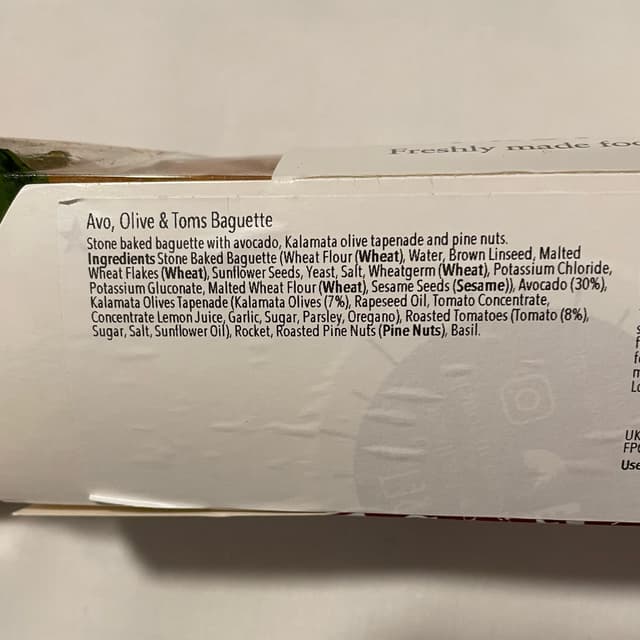 Freshly made foo
Avo, Olive & Toms Baguette
Stone baked baguette with avocado, Kalamata olive tapenade and pine nuts.
Ingredients Stone Baked Baguette (Wheat Flour (Wheat), Water, Brown Linseed, Malted
Wheat Flakes (Wheat), Sunflower Seeds, Yeast, Salt, Wheatgerm (Wheat), Potassium Chloride,
Potassium Gluconate, Malted Wheat Flour (Wheat), Sesame Seeds (Sesame)), Avocado (30%),
Kalamata Olives Tapenade (Kalamata Olives (7%), Rapeseed Oil, Tomato Concentrate,
Concentrate Lemon Juice, Garlic, Sugar, Parsley, Oregano), Roasted Tomatoes (Tomato (8%),
Sugar, Salt, Sunflower Oil), Rocket, Roasted Pine Nuts (Pine Nuts), Basil.
UK
Use